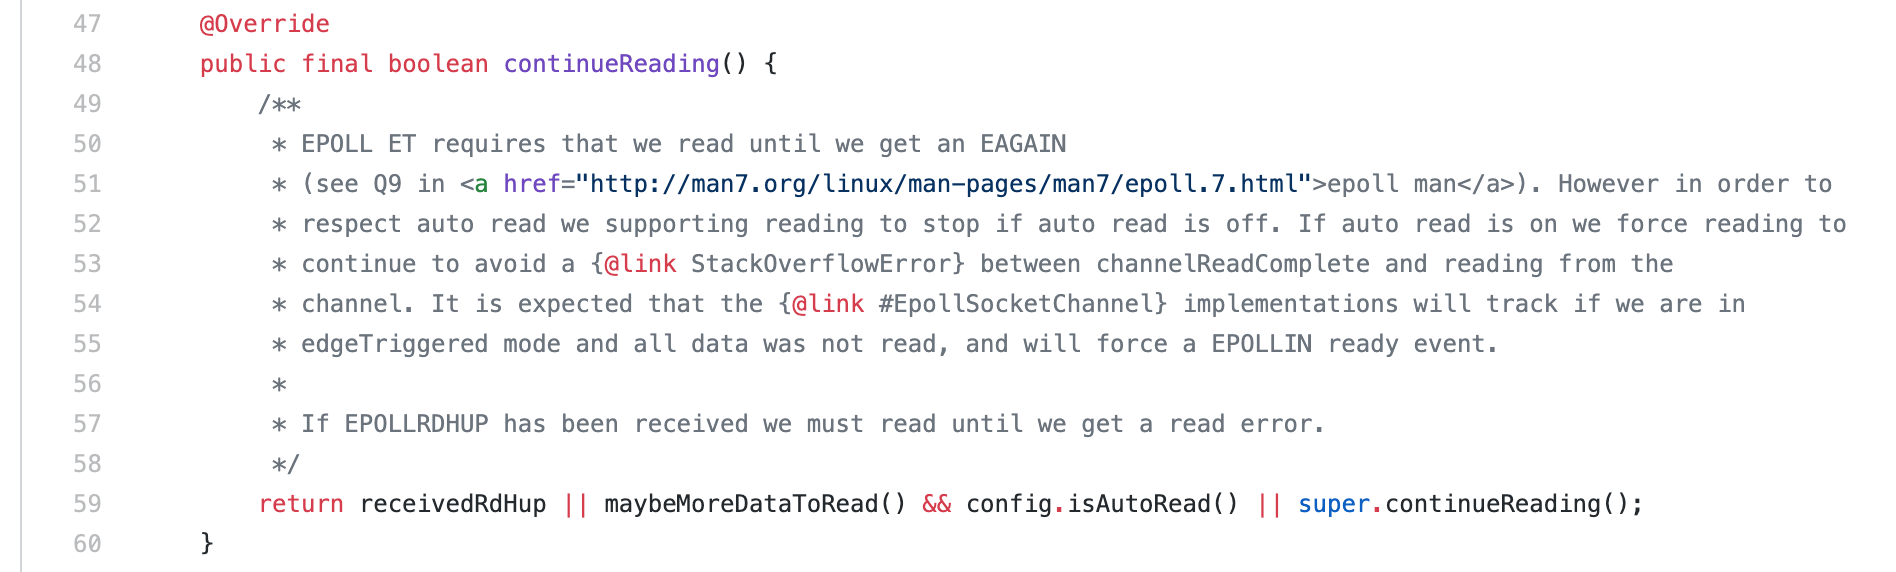 47 @Override
48 public final boolean continueReading() {
49 /**
50 * EPOLL ET requires that we read until we get an EAGAIN
51 * (see Q9 in <a href="http://man7.org/linux/man-pages/man7/epoll.7.html">epoll man</a>). However in order to
52 * respect auto read we supporting reading to stop if auto read is off. If auto read is on we force reading to
53 * continue to avoid a {@link StackOverflowError} between channelReadComplete and reading from the
54 * channel. It is expected that the {@link #EpollSocketChannel} implementations will track if we are in
55 * edgeTriggered mode and all data was not read, and will force a EPOLLIN ready event.
56 *
57 * If EPOLLRDHUP has been received we must read until we get a read error.
58 */
59 return receivedRdHup || maybeMoreDataToRead() && config.isAutoRead() || super.continueReading();
60 }